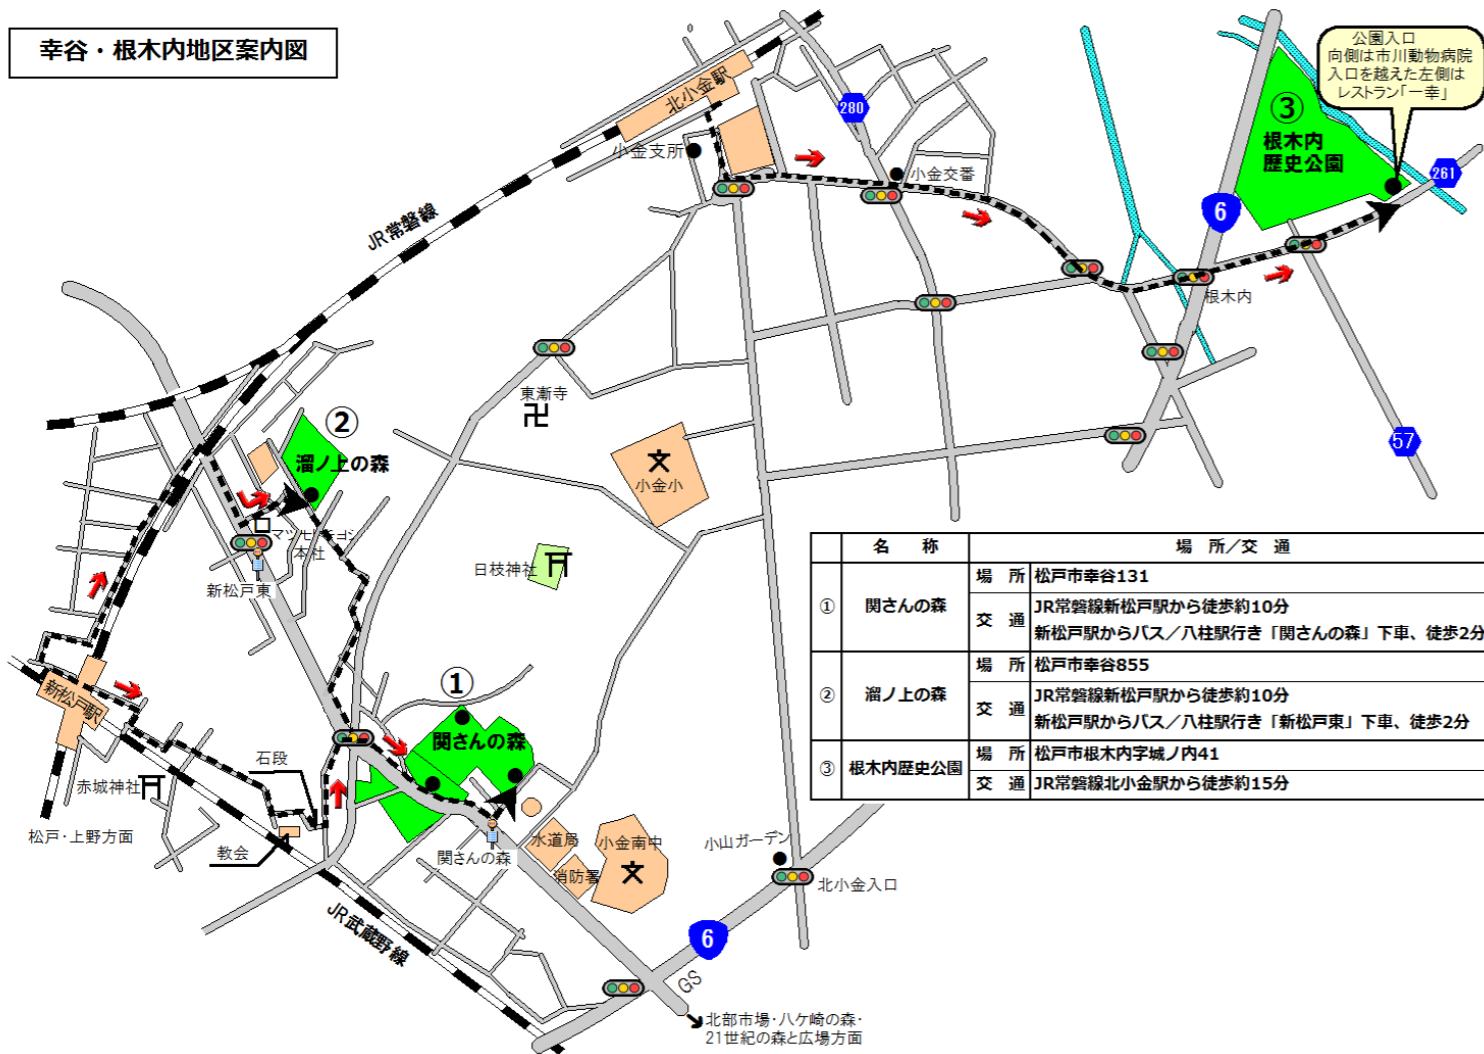 幸谷・根木内地区案内図
公園入口
向側は市川動物病院
入口を越えた左側は
レストラン「一幸」
北小金駅
280
③
小金支所
小金交番
根木内
歴史公園
261
6
JR常磐線
根木内
東漸寺
②
溜ノ上の森
小金小
57
マツモトキヨシ
本社
日枝神社
新松戸東
①
新松戸駅
関さんの森
石段
赤城神社
松戸・上野方面
教会
関さんの森
水道局
小金南中
消防署
小山ガーデン
北小金入口
JR武蔵野線
6
GS
北部市場・八ケ崎の森・
21世紀の森と広場方面
名 称 場 所／交 通
① 関さんの森 場 所 松戸市幸谷131
交 通 JR常磐線新松戸駅から徒歩約10分
新松戸駅からバス／八柱駅行き「関さんの森」下車、徒歩2分
② 溜ノ上の森 場 所 松戸市幸谷855
交 通 JR常磐線新松戸駅から徒歩約10分
新松戸駅からバス／八柱駅行き「新松戸東」下車、徒歩2分
③ 根木内歴史公園 場 所 松戸市根木内字城ノ内41
交 通 JR常磐線北小金駅から徒歩約15分